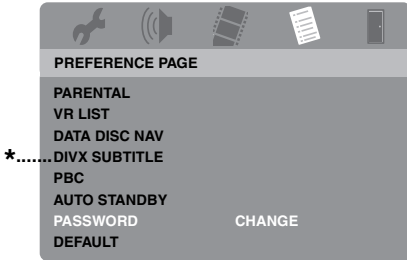 PREFERENCE PAGE
PARENTAL
VR LIST
DATA DISC NAV
*.......DIVX SUBTITLE
PBC
AUTO STANDBY
PASSWORD CHANGE
DEFAULT